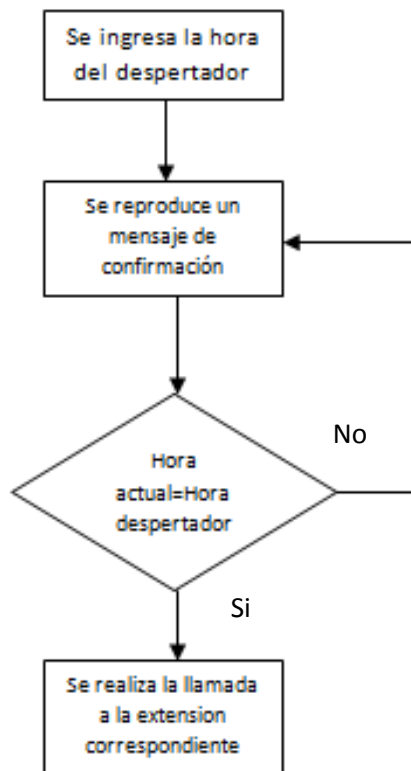 Se ingresa la hora
del despertador
Se reproduce un
mensaje de
confirmación
No
Hora
actual=Hora
despertador
Si
Se realiza la llamada
a la extension
correspondiente